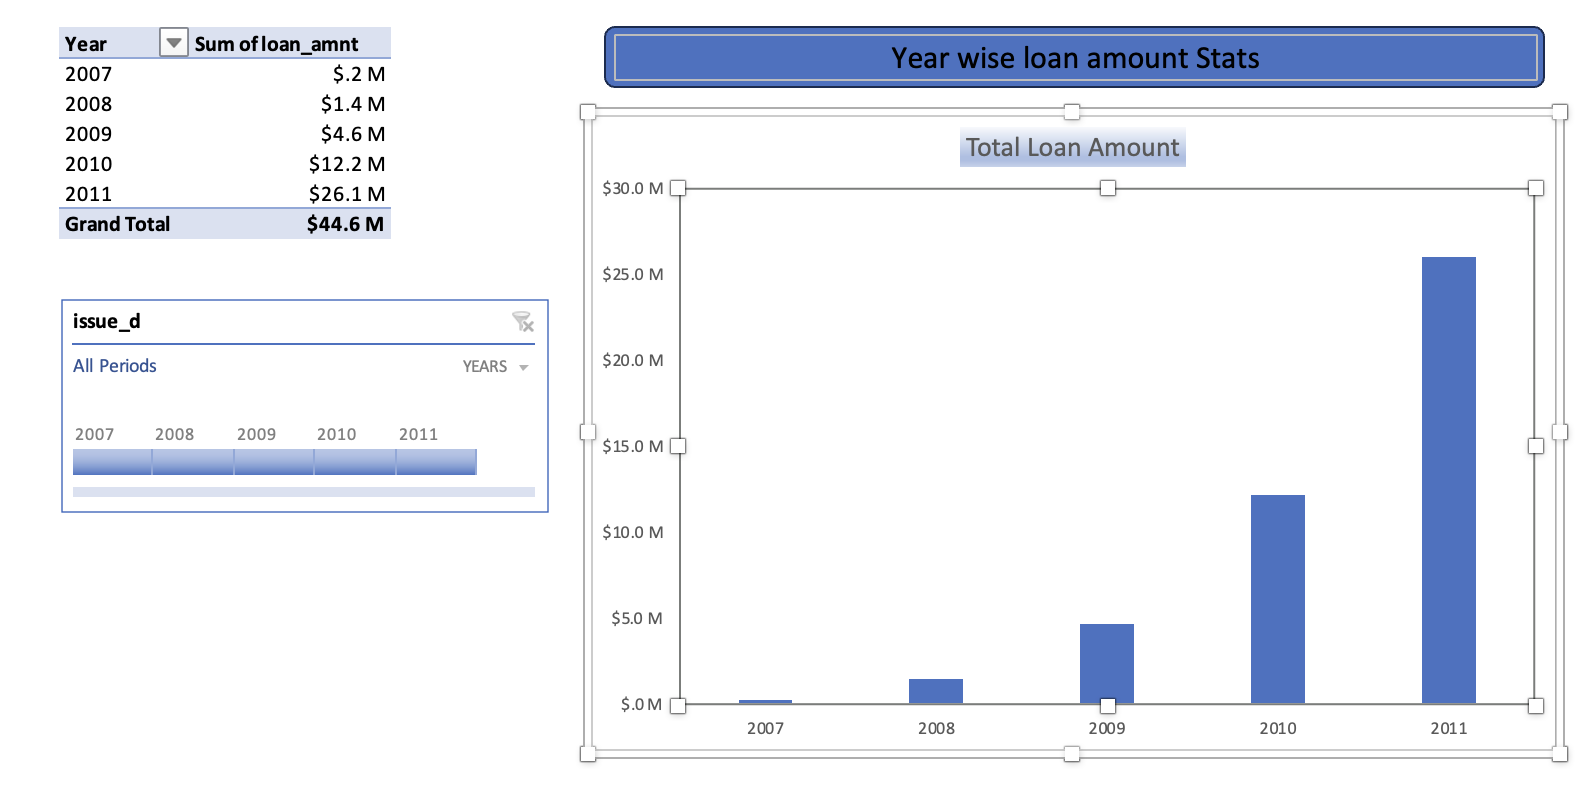 Year Sum of loan_amnt
2007 $.2 M
2008 $1.4 M
2009 $4.6 M
2010 $12.2 M
2011 $26.1 M
Grand Total $44.6 M
issue_d
All Periods YEARS
2007 2008 2009 2010 2011
Year wise loan amount Stats
Total Loan Amount
$30.0 M
$25.0 M
$20.0 M
$15.0 M
$10.0 M
$5.0 M
$.0 M
2007 2008 2009 2010 2011